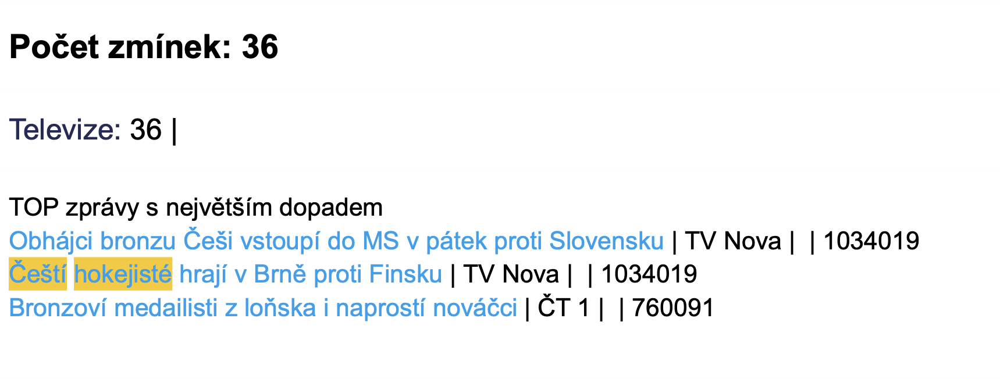 Počet zmínek: 36
Televize: 36 |
TOP zprávy s největším dopadem
Obhájci bronzu Češi vstoupí do MS v pátek proti Slovensku | TV Nova | | 1034019
Čeští hokejisté hrají v Brně proti Finsku | TV Nova | | 1034019
Bronzoví medailisti z loňska i naprostí nováčci | ČT 1 | | 760091